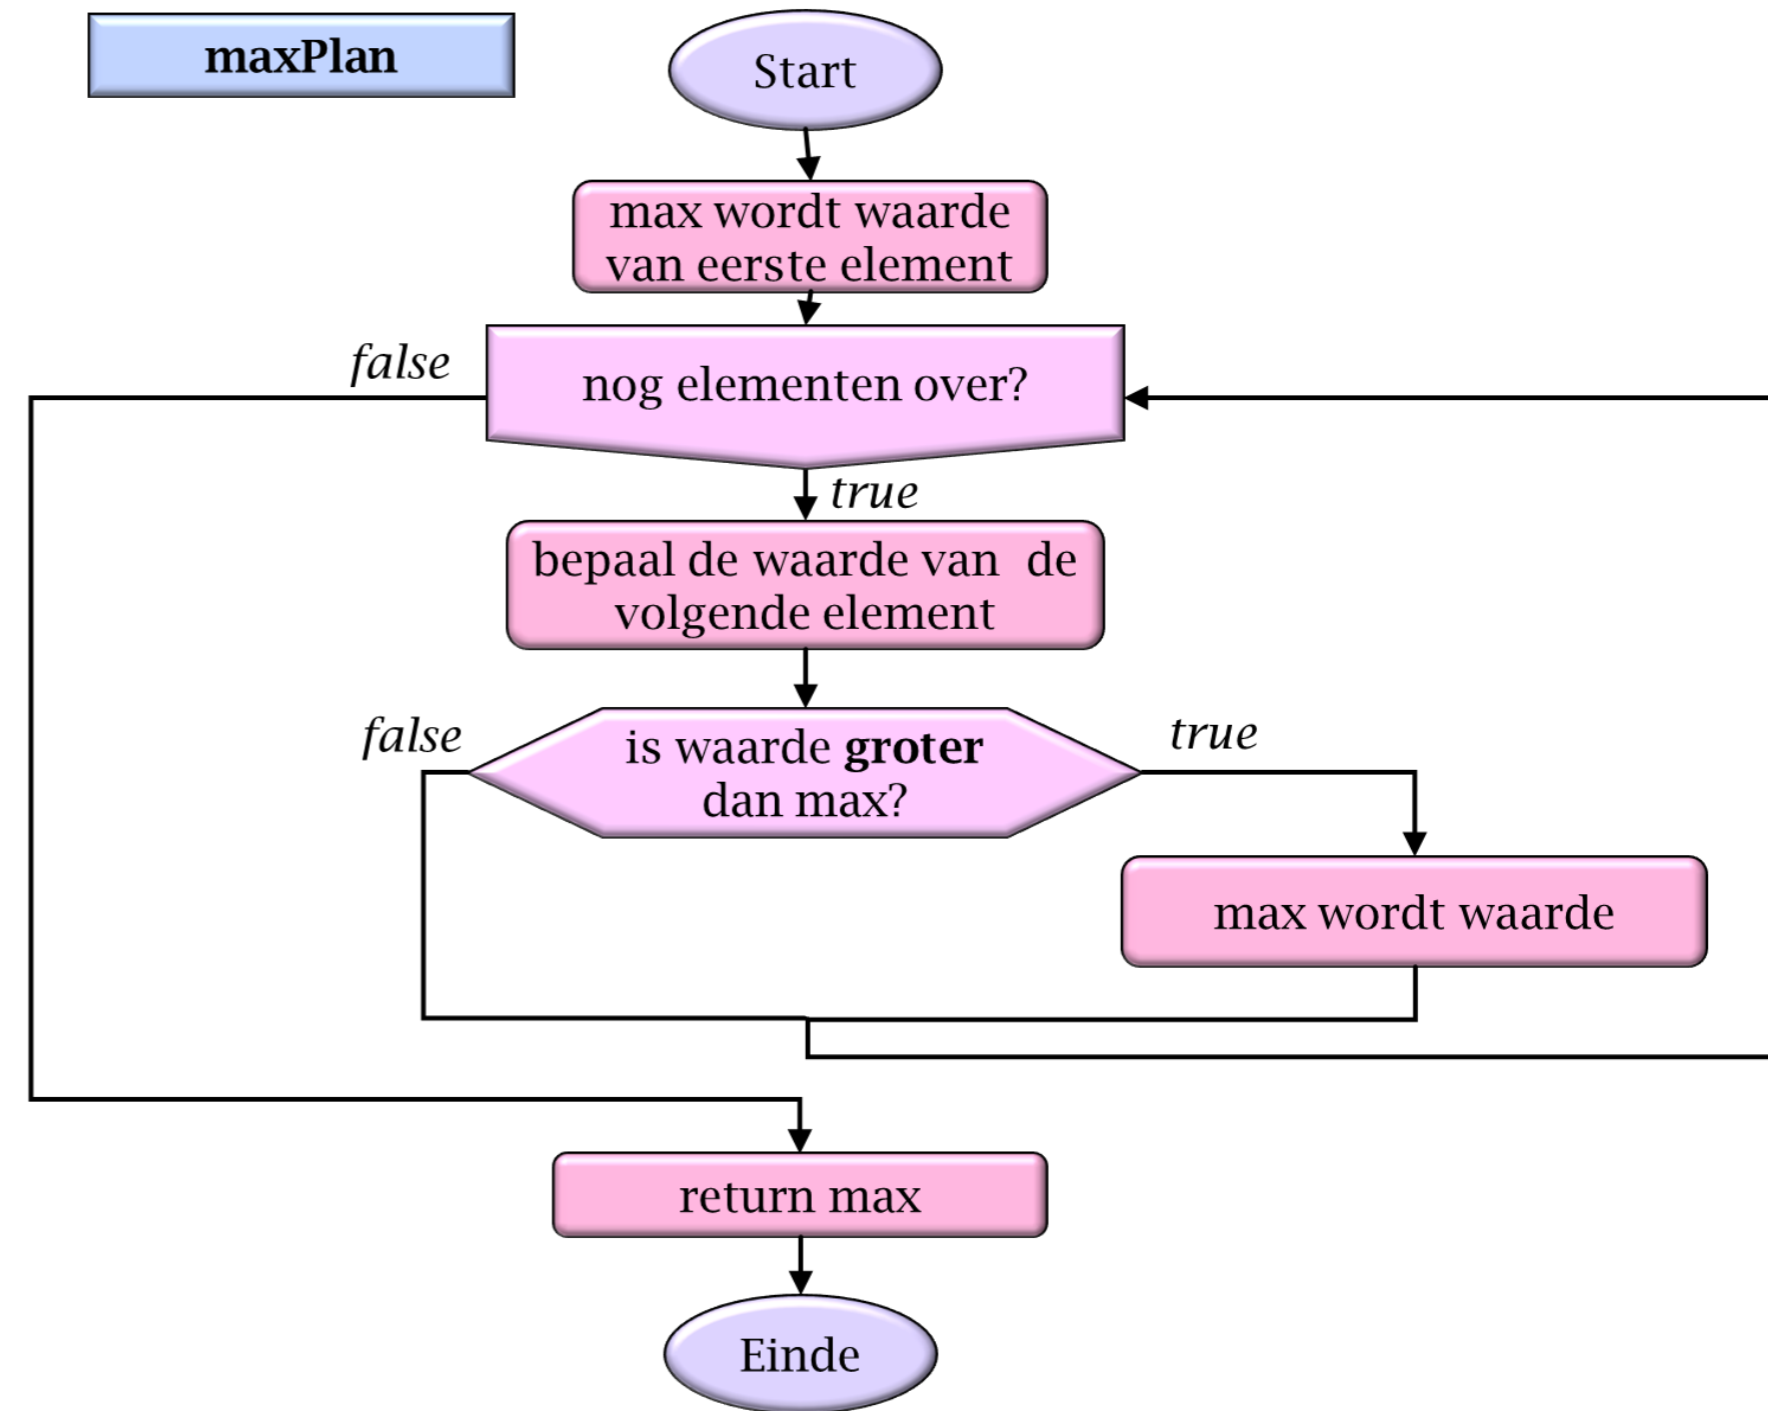 maxPlan
Start
max wordt waarde
van eerste element
false
nog elementen over?
true
bepaal de waarde van de
volgende element
false
is waarde groter
dan max?
true
max wordt waarde
return max
Einde